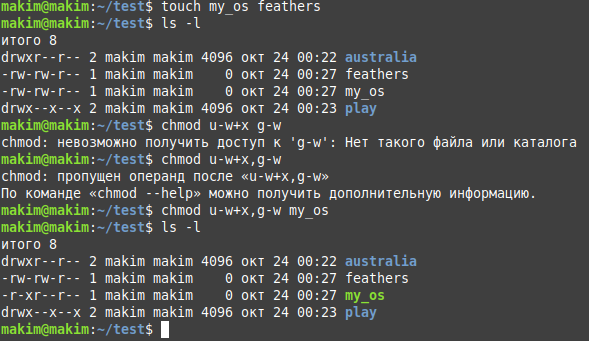 makim@makim:~/test$ touch my_os feathers
makim@makim:~/test$ ls -l
итого 8
drwxr--r-- 2 makim makim 4096 окт 24 00:22 australia
-rw-rw-r-- 1 makim makim    0 окт 24 00:27 feathers
-rw-rw-r-- 1 makim makim    0 окт 24 00:27 my_os
drwx--x--x 2 makim makim 4096 окт 24 00:23 play
makim@makim:~/test$ chmod u-w+x g-w
chmod: невозможно получить доступ к 'g-w': Нет такого файла или каталога
makim@makim:~/test$ chmod u-w+x,g-w
chmod: пропущен операнд после «u-w+x,g-w»
По команде «chmod --help» можно получить дополнительную информацию.
makim@makim:~/test$ chmod u-w+x,g-w my_os
makim@makim:~/test$ ls -l
итого 8
drwxr--r-- 2 makim makim 4096 окт 24 00:22 australia
-rw-rw-r-- 1 makim makim    0 окт 24 00:27 feathers
-r-xr--r-- 1 makim makim    0 окт 24 00:27 my_os
drwx--x--x 2 makim makim 4096 окт 24 00:23 play
makim@makim:~/test$